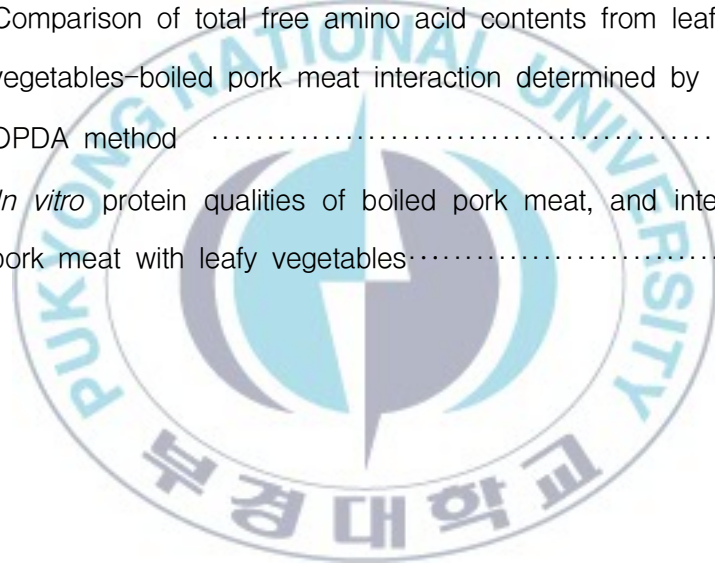 Comparison of total free amino acid contents from leaf
vegetables-boiled pork meat interaction determined by
OPDA method ……………………………………
In vitro protein qualities of boiled pork meat, and inte
pork meat with leafy vegetables……………………………
PUKYONG NATIONAL UNIVERSITY
부경대학교